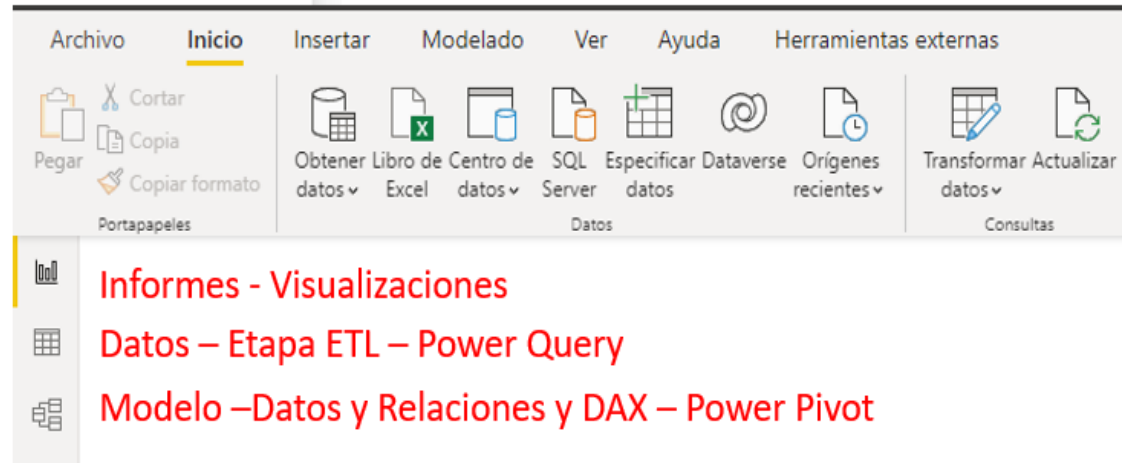 Archivo Inicio Insertar Modelado Ver Ayuda Herramientas externas
Pegar
Cortar
Copia
Copiar formato
Portapapeles
Obtener datos
Libro de Excel
Centro de datos
SQL Server
Especificar datos
Dataverse
Orígenes recientes
Datos
Transformar datos
Actualizar
Consultas
Informes - Visualizaciones
Datos – Etapa ETL – Power Query
Modelo –Datos y Relaciones y DAX – Power Pivot